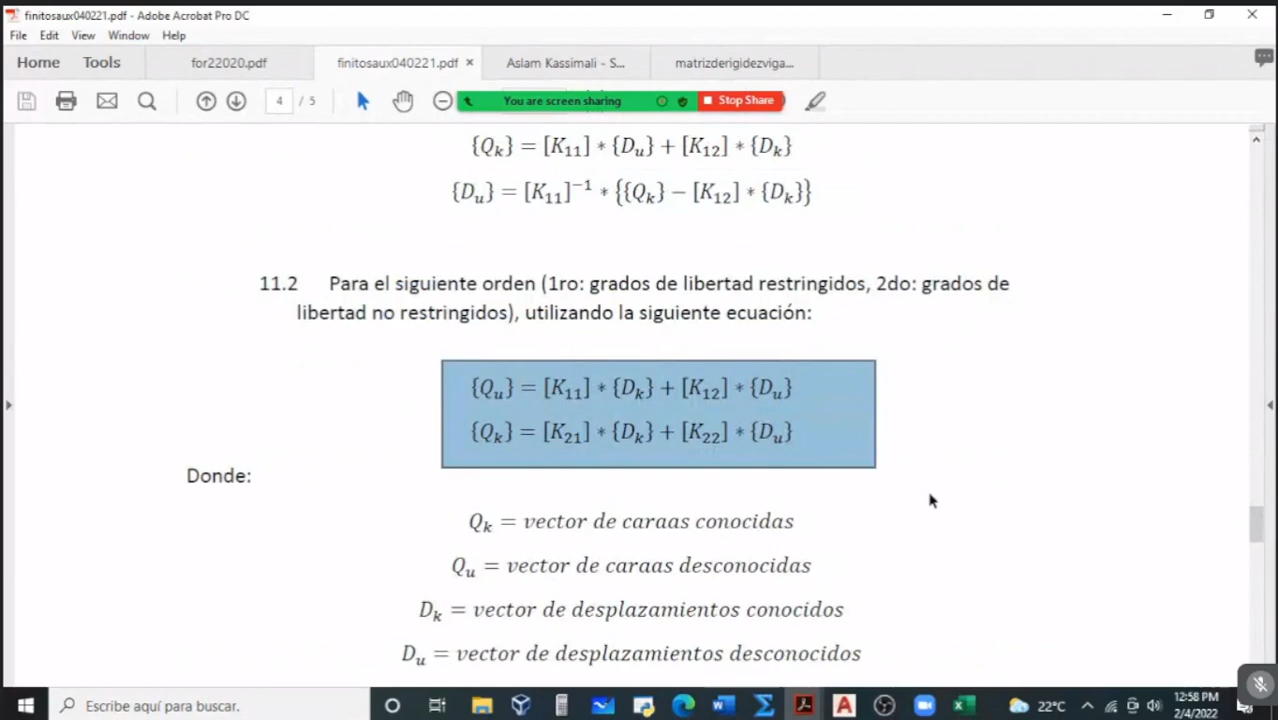 finitosaux040221.pdf - Adobe Acrobat Pro DC
File Edit View Window Help
Home Tools for22020.pdf finitosaux040221.pdf × Aslam Kassimali - S... matrizderigidezviga...
4 / 5 You are screen sharing Stop Share
{Q_k} = [K_11] * {D_u} + [K_12] * {D_k}
{D_u} = [K_11]^−1 * {{Q_k} − [K_12] * {D_k}}
11.2 Para el siguiente orden (1ro: grados de libertad restringidos, 2do: grados de
libertad no restringidos), utilizando la siguiente ecuación:
{Q_u} = [K_11] * {D_k} + [K_12] * {D_u}
{Q_k} = [K_21] * {D_k} + [K_22] * {D_u}
Donde:
Q_k = vector de caraas conocidas
Q_u = vector de caraas desconocidas
D_k = vector de desplazamientos conocidos
D_u = vector de desplazamientos desconocidos
Escribe aquí para buscar. 22°C 12:58 PM
2/4/2022